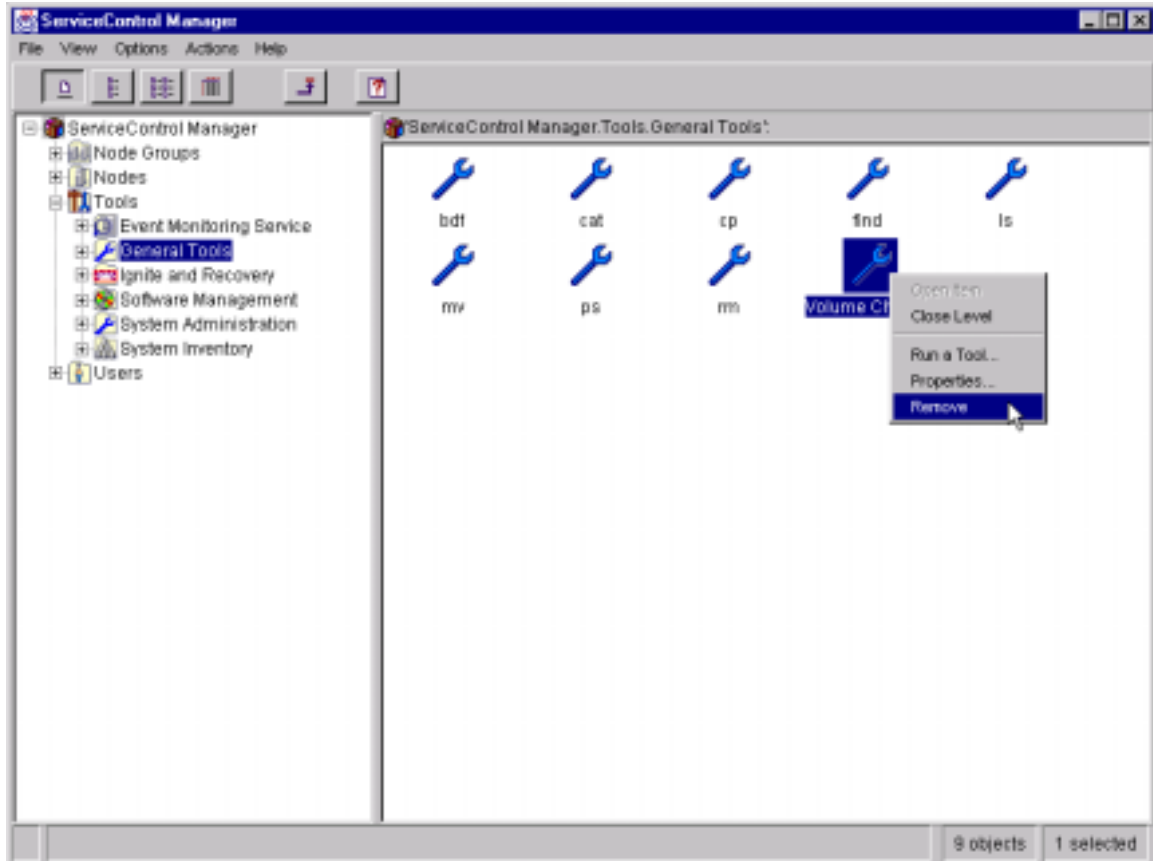 ServiceControl Manager
File View Options Actions Help
ServiceControl Manager
Node Groups
Nodes
Tools
Event Monitoring Service
General Tools
Ignite and Recovery
Software Management
System Administration
System Inventory
Users
'ServiceControl Manager.Tools.General Tools':
bdf cat cp find ls
mv ps rm Volume Ch
Open Item
Close Level
Run a Tool...
Properties...
Remove
9 objects 1 selected